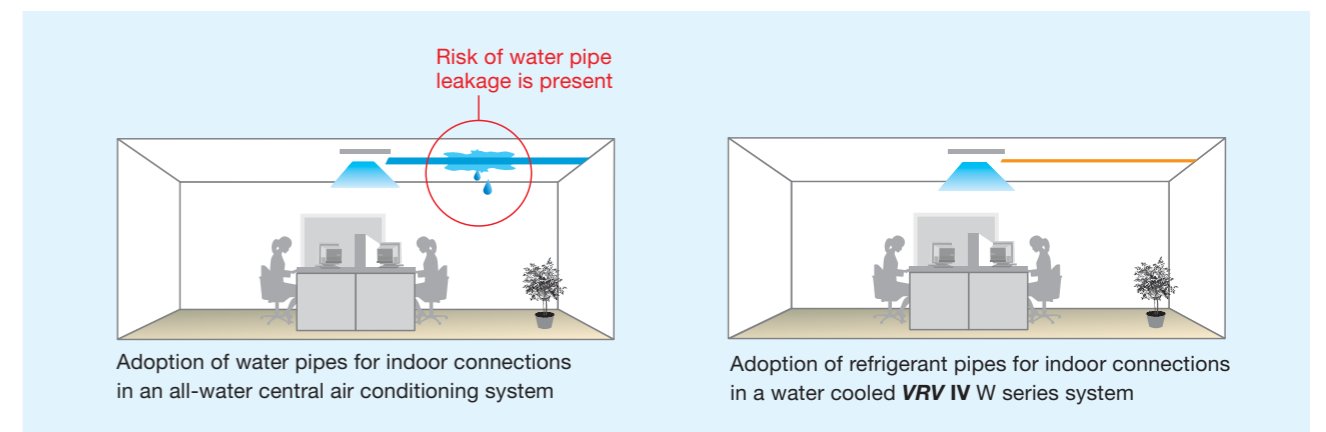 Risk of water pipe
leakage is present
Adoption of water pipes for indoor connections
in an all-water central air conditioning system
Adoption of refrigerant pipes for indoor connections
in a water cooled VRV IV W series system